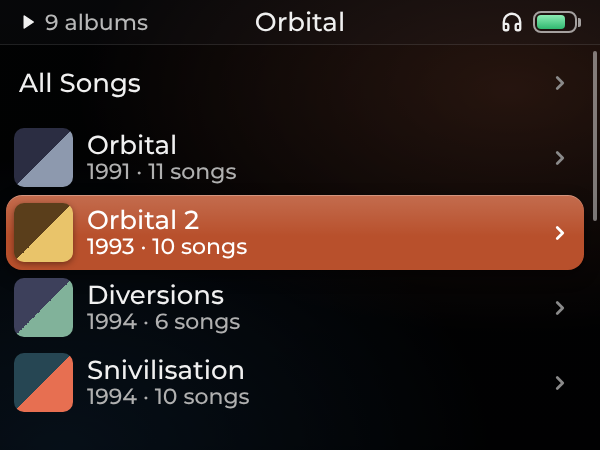 9 albums
Orbital
All Songs
Orbital
1991 · 11 songs
Orbital 2
1993 · 10 songs
Diversions
1994 · 6 songs
Snivilisation
1994 · 10 songs